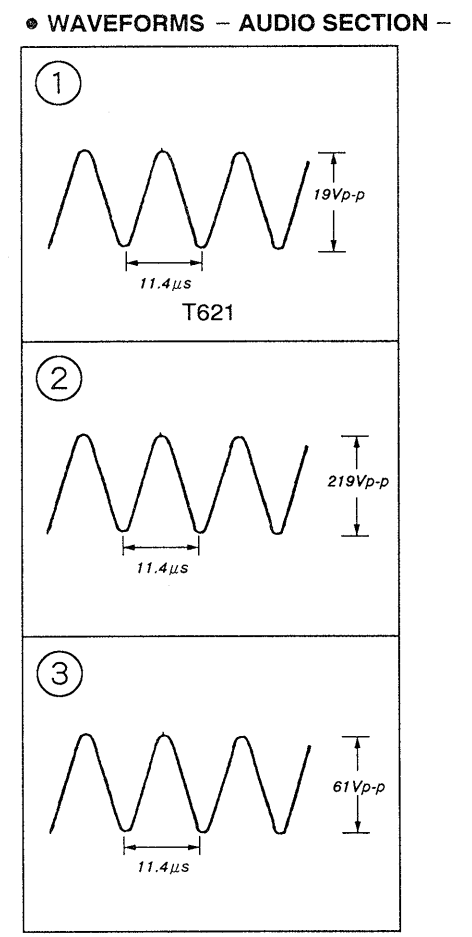 ● WAVEFORMS – AUDIO SECTION –
1
19Vp-p
11.4μs
T621
2
219Vp-p
11.4μs
3
61Vp-p
11.4μs